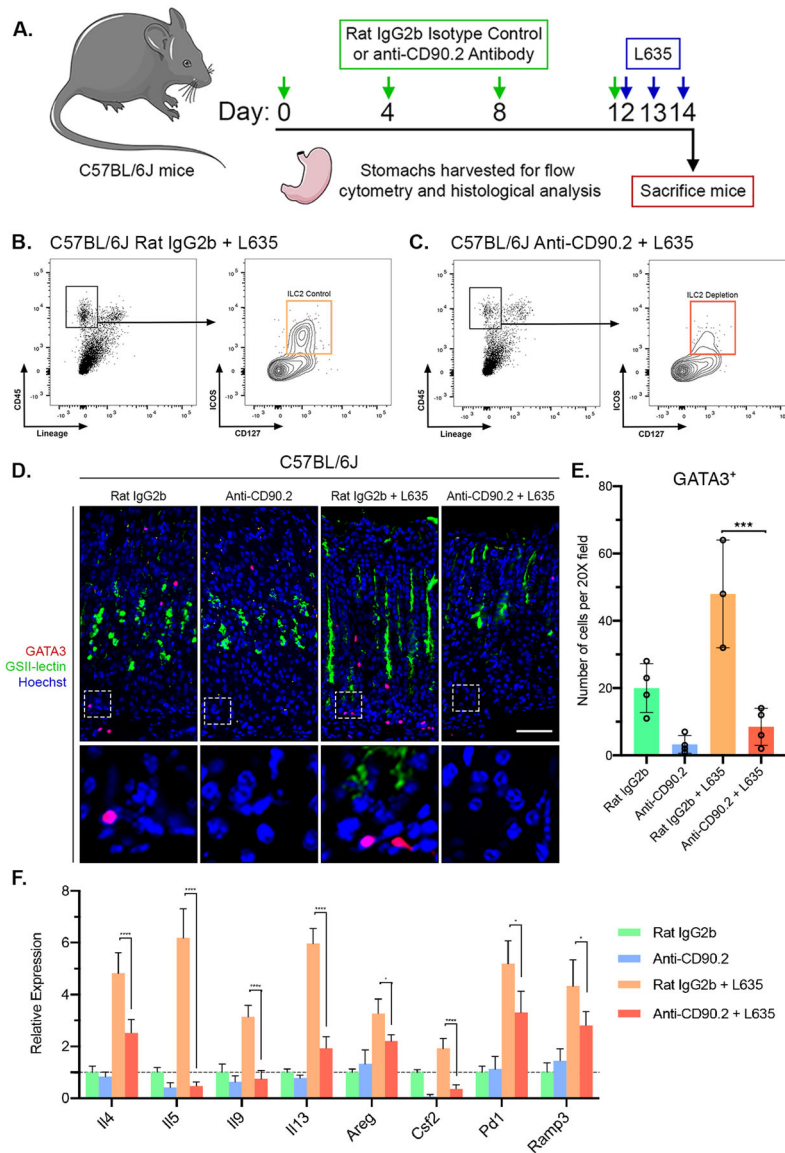 A.
Rat IgG2b Isotype Control
or anti-CD90.2 Antibody
L635
Day: 0 4 8 12 12 13 14
C57BL/6J mice
Stomachs harvested for flow
cytometry and histological analysis
Sacrifice mice
B. C57BL/6J Rat IgG2b + L635
C. C57BL/6J Anti-CD90.2 + L635
ILC2 Control
ILC2 Depletion
CD45
Lineage
ICOS
CD127
CD45
Lineage
ICOS
CD127
D.
C57BL/6J
Rat IgG2b Anti-CD90.2 Rat IgG2b + L635 Anti-CD90.2 + L635
GATA3
GSII-lectin
Hoechst
E.
GATA3+
Number of cells per 20X field
80
60
40
20
0
***
Rat IgG2b
Anti-CD90.2
Rat IgG2b + L635
Anti-CD90.2 + L635
F.
Relative Expression
8
6
4
2
0
**** **** **** **** * **** * *
Il4 Il5 Il9 Il13 Areg Csf2 Pd1 Ramp3
Rat IgG2b
Anti-CD90.2
Rat IgG2b + L635
Anti-CD90.2 + L635